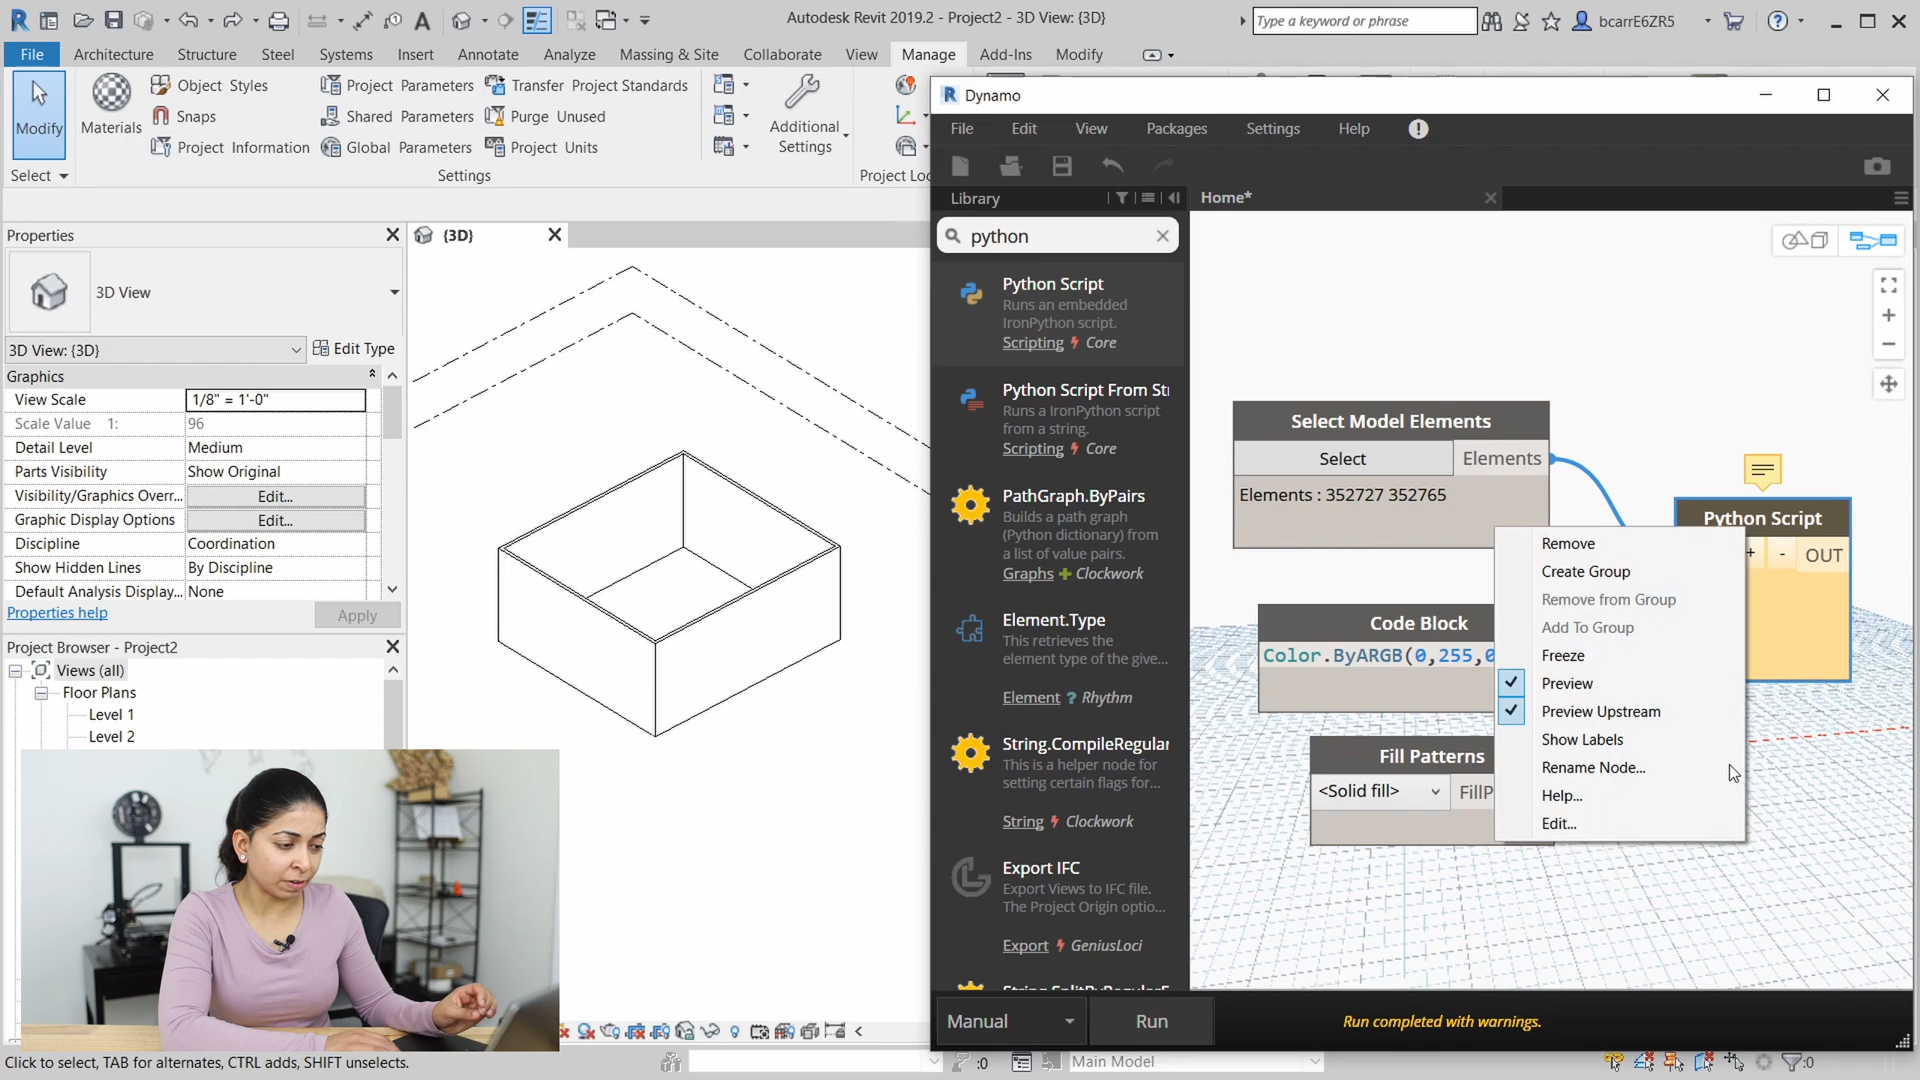 Autodesk Revit 2019.2 - Project2 - 3D View: {3D}
Type a keyword or phrase
bcarrE6ZR5
File Architecture Structure Steel Systems Insert Annotate Analyze Massing & Site Collaborate View Manage Add-Ins Modify
Modify
Materials
Object Styles
Snaps
Project Information
Project Parameters
Shared Parameters
Global Parameters
Transfer Project Standards
Purge Unused
Project Units
Additional
Settings
Select
Settings
Properties
3D View
3D View: {3D}
Edit Type
Graphics
View Scale 1/8" = 1'-0"
Scale Value 1: 96
Detail Level Medium
Parts Visibility Show Original
Visibility/Graphics Overr... Edit...
Graphic Display Options Edit...
Discipline Coordination
Show Hidden Lines By Discipline
Default Analysis Display... None
Properties help
Apply
Project Browser - Project2
Views (all)
Floor Plans
Level 1
Level 2
{3D}
Click to select, TAB for alternates, CTRL adds, SHIFT unselects.
:0
Main Model
:0
Dynamo
File Edit View Packages Settings Help
Library
Home*
python
Python Script
Runs an embedded
IronPython script.
Scripting Core
Python Script From Str
Runs a IronPython script
from a string.
Scripting Core
PathGraph.ByPairs
Builds a path graph
(Python dictionary) from
a list of value pairs.
Graphs Clockwork
Element.Type
This retrieves the
element type of the give...
Element ? Rhythm
String.CompileRegular
This is a helper node for
setting certain flags for...
String Clockwork
Export IFC
Export Views to IFC file.
The Project Origin optio...
Export GeniusLoci
Select Model Elements
Select
Elements
Elements : 352727 352765
Code Block
Color.ByARGB(0,255,0
Fill Patterns
<Solid fill>
FillP
Python Script
+ - OUT
Remove
Create Group
Remove from Group
Add To Group
Freeze
Preview
Preview Upstream
Show Labels
Rename Node...
Help...
Edit...
Manual
Run
Run completed with warnings.